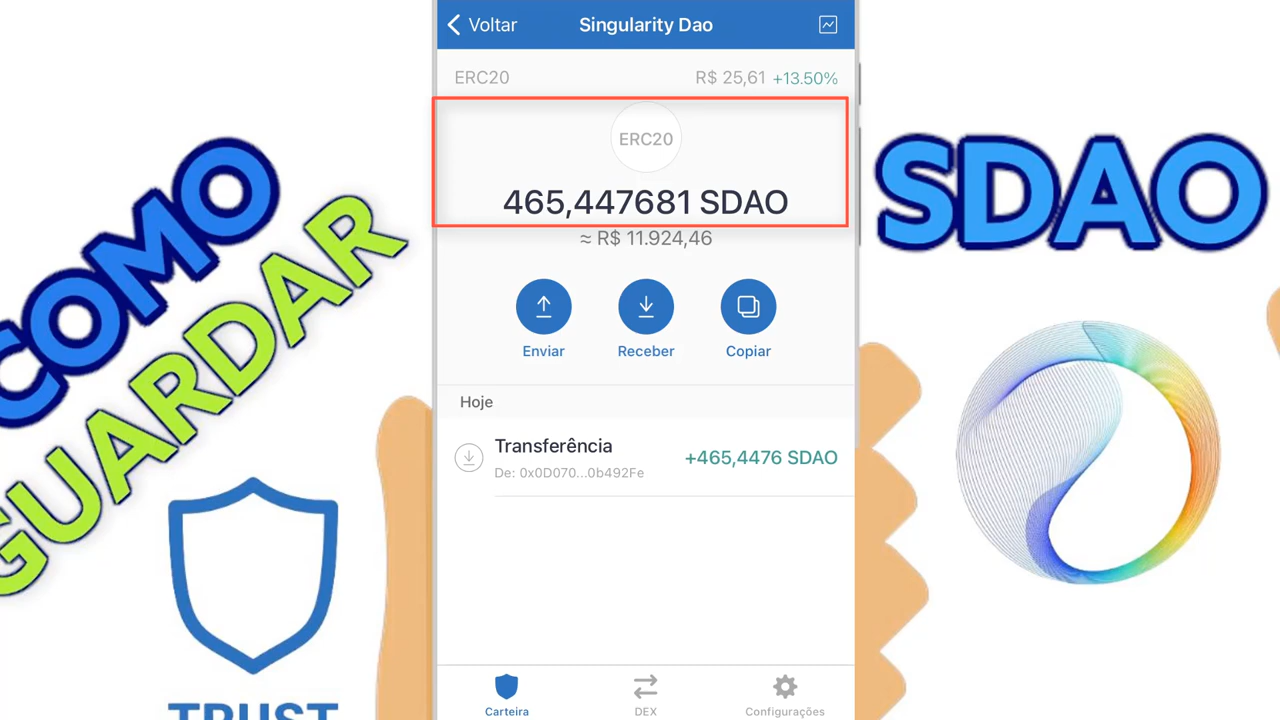 Voltar
Singularity Dao
ERC20
R$ 25,61 +13.50%
ERC20
465,447681 SDAO
≈ R$ 11.924,46
Enviar
Receber
Copiar
Hoje
Transferência
+465,4476 SDAO
De: 0x0D070...0b492Fe
Carteira
DEX
Configurações
COMO
GUARDAR
TRUST
SDAO